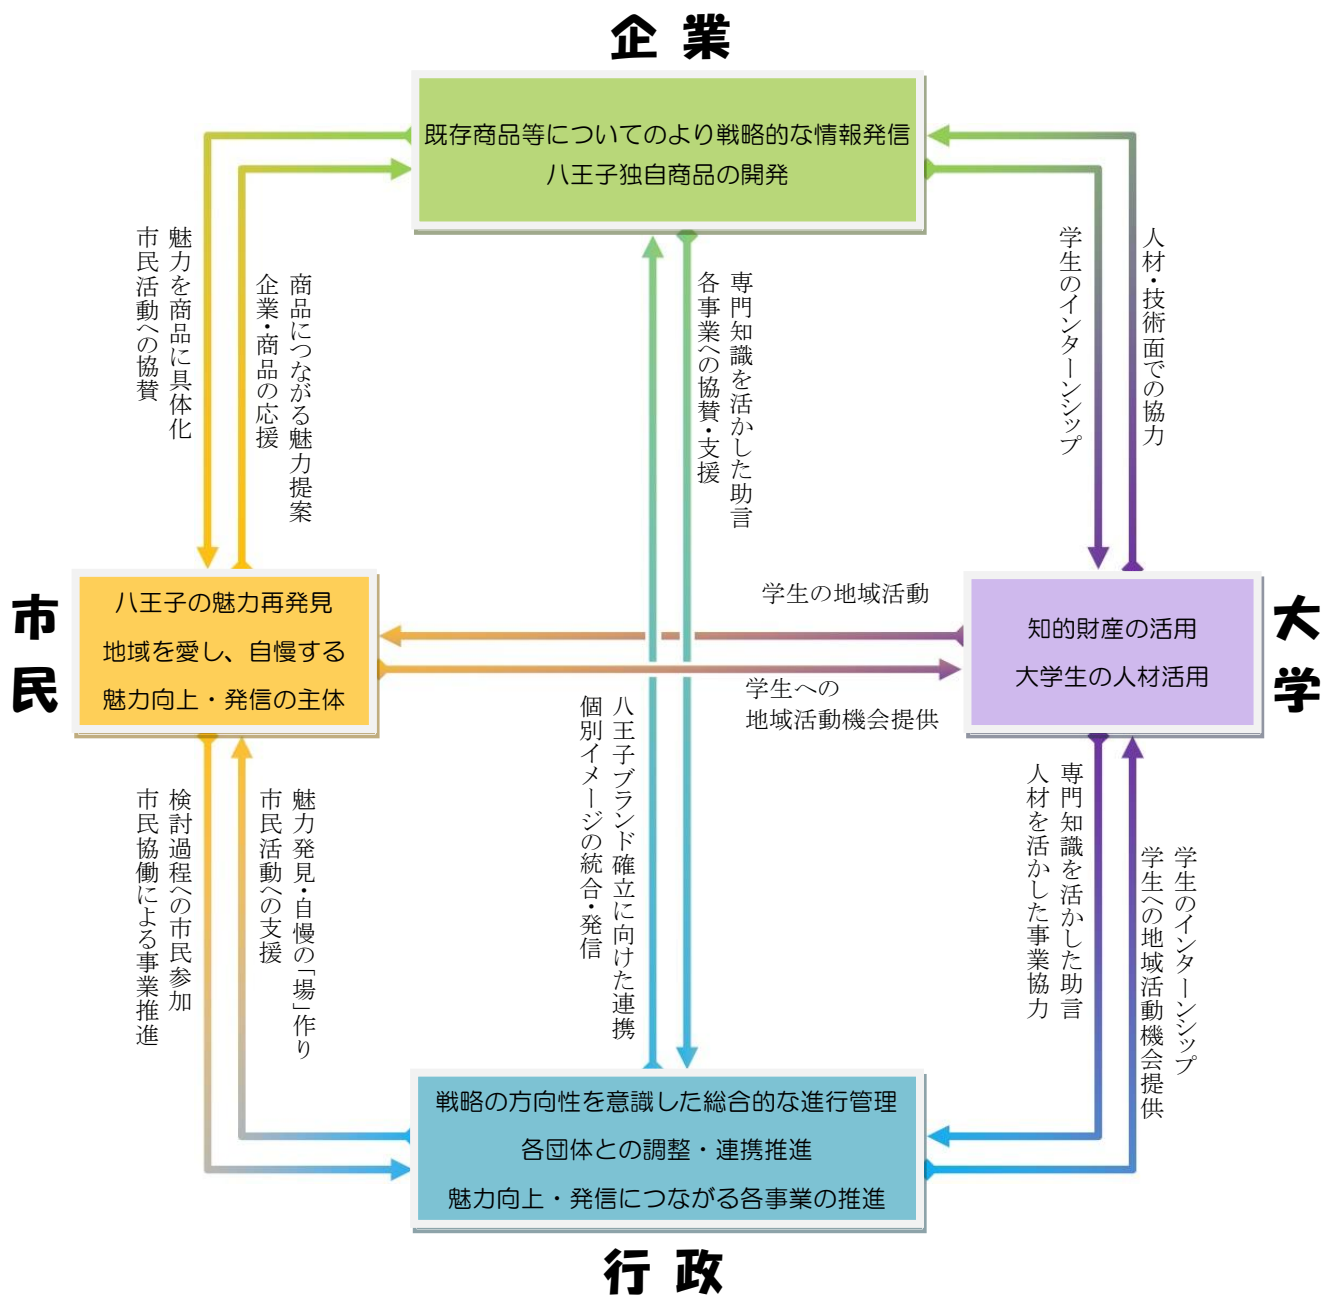 企業
既存商品等についてのより戦略的な情報発信
八王子独自商品の開発
魅力を商品に具体化
市民活動への協賛
商品につながる魅力提案
企業・商品の応援
専門知識を活かした助言
各事業への協賛・支援
学生のインターンシップ
人材・技術面での協力
市民
八王子の魅力再発見
地域を愛し、自慢する
魅力向上・発信の主体
学生の地域活動
学生への
地域活動機会提供
大学
知的財産の活用
大学生の人材活用
検討過程への市民参加
市民協働による事業推進
魅力発見・自慢の「場」作り
市民活動への支援
八王子ブランド確立に向けた連携
個別イメージの統合・発信
専門知識を活かした助言
人材を活かした事業協力
学生のインターンシップ
学生への地域活動機会提供
戦略の方向性を意識した総合的な進行管理
各団体との調整・連携推進
魅力向上・発信につながる各事業の推進
行政